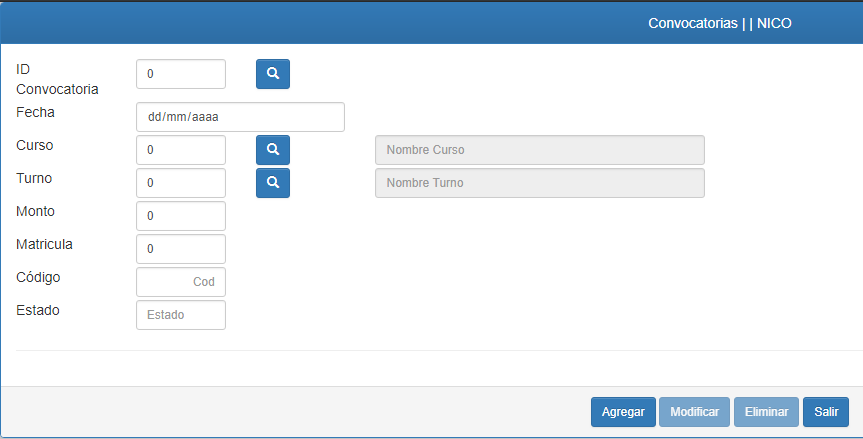 Convocatorias | | NICO
ID
Convocatoria
0
Fecha
dd/mm/aaaa
Curso
0
Nombre Curso
Turno
0
Nombre Turno
Monto
0
Matricula
0
Código
Cod
Estado
Estado
Agregar
Modificar
Eliminar
Salir